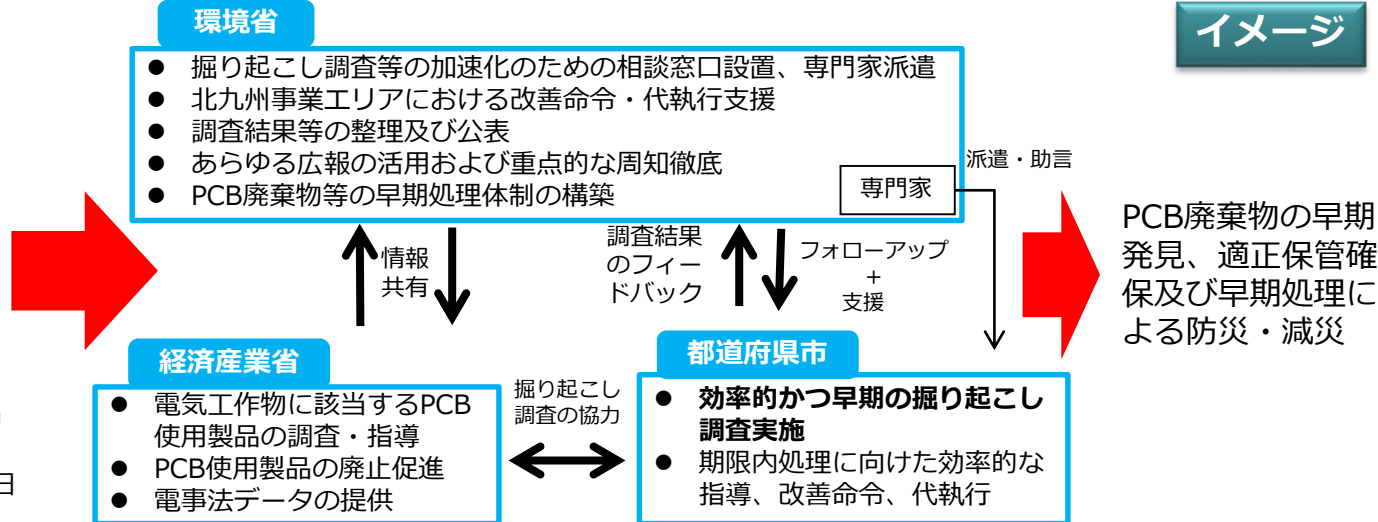 イメージ
環境省
● 掘り起こし調査等の加速化のための相談窓口設置、専門家派遣
● 北九州事業エリアにおける改善命令・代執行支援
● 調査結果等の整理及び公表
● あらゆる広報の活用および重点的な周知徹底
● PCB廃棄物等の早期処理体制の構築
専門家
派遣・助言
情報
共有
調査結果
のフィー
ドバック
フォローアップ
+
支援
PCB廃棄物の早期
発見、適正保管確
保及び早期処理に
よる防災・減災
経済産業省
● 電気工作物に該当するPCB
使用製品の調査・指導
● PCB使用製品の廃止促進
● 電事法データの提供
掘り起こし
調査の協力
都道府県市
● 効率的かつ早期の掘り起こし
調査実施
● 期限内処理に向けた効率的な
指導、改善命令、代執行
日